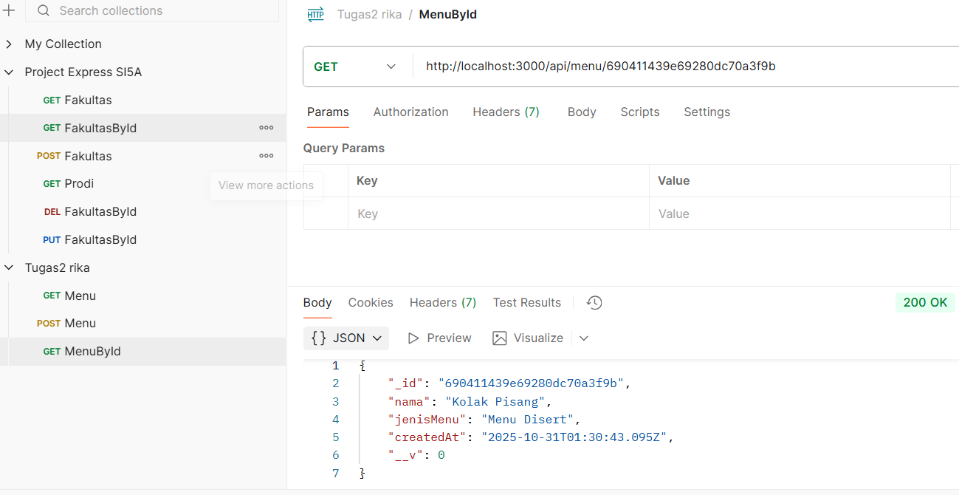 Search collections
My Collection
Project Express SI5A
GET Fakultas
GET FakultasById
POST Fakultas
GET Prodi
View more actions
DEL FakultasById
PUT FakultasById
Tugas2 rika
GET Menu
POST Menu
GET MenuById
HTTP Tugas2 rika / MenuById
GET http://localhost:3000/api/menu/690411439e69280dc70a3f9b
Params Authorization Headers (7) Body Scripts Settings
Query Params
Key Value
Key Value
Body Cookies Headers (7) Test Results 200 OK
{} JSON Preview Visualize
1 {
2 "_id": "690411439e69280dc70a3f9b",
3 "nama": "Kolak Pisang",
4 "jenisMenu": "Menu Disert",
5 "createdAt": "2025-10-31T01:30:43.095Z",
6 "__v": 0
7 }